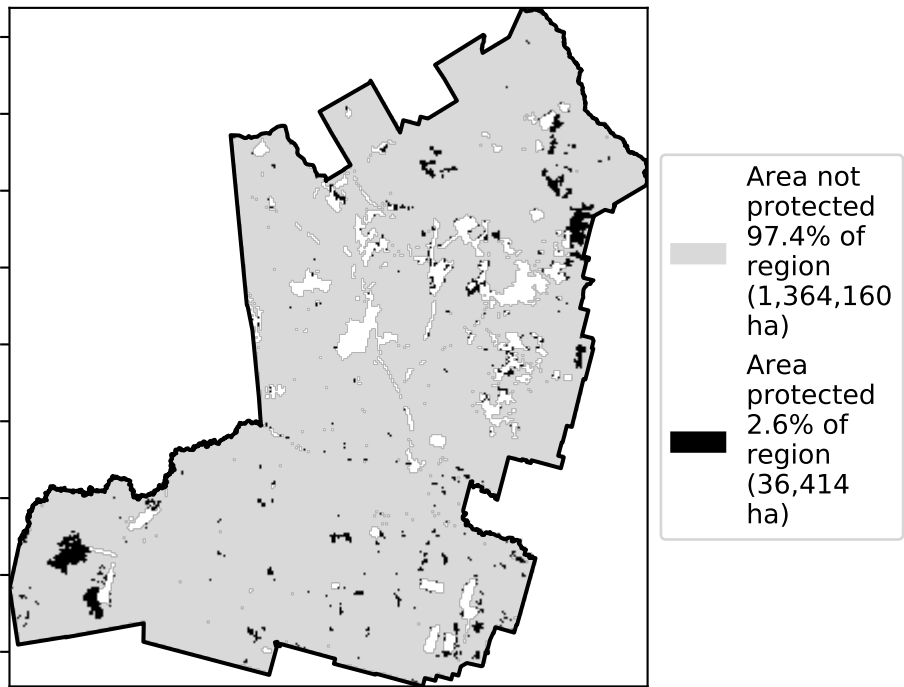 Area not
protected
97.4% of
region
(1,364,160
ha)
Area
protected
2.6% of
region
(36,414
ha)